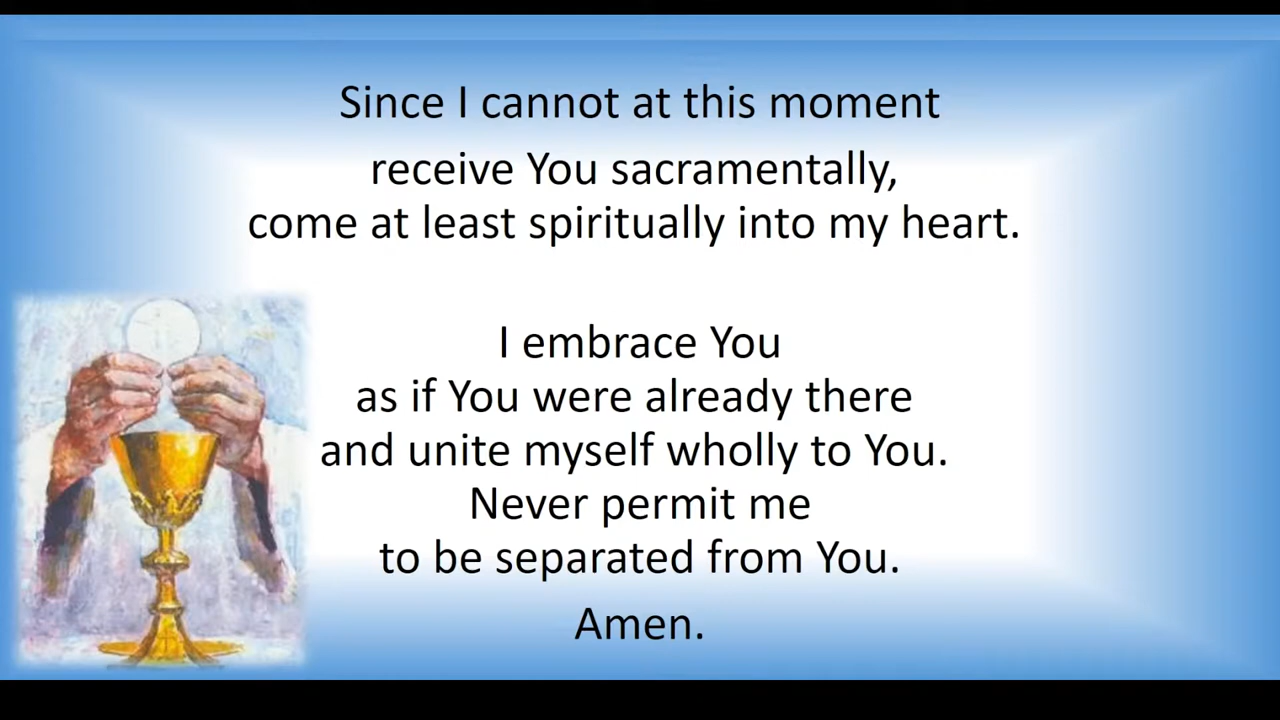 Since I cannot at this moment
receive You sacramentally,
come at least spiritually into my heart.
I embrace You
as if You were already there
and unite myself wholly to You.
Never permit me
to be separated from You.
Amen.